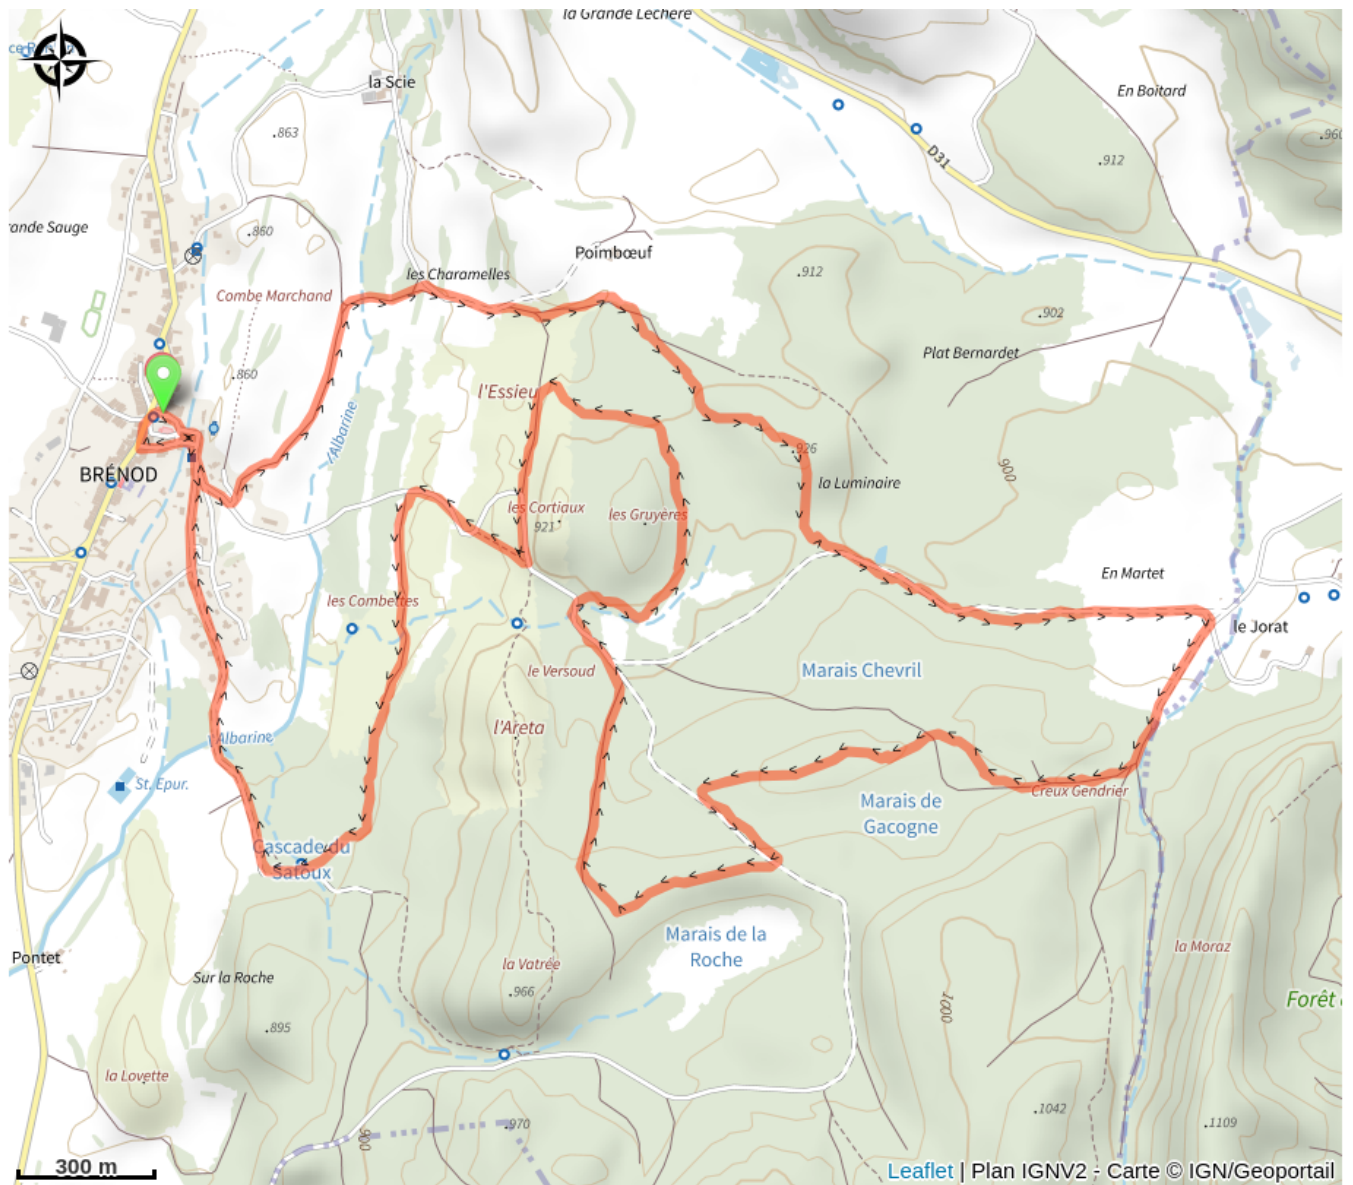 la Grande Léchère
la Scie
.863
En Boitard
D31
.912
.960
rande Sauge
.860
Poimbœuf
les Charamelles
.912
Combe Marchand
.902
Plat Bernardet
.860
l'Essieu
l'Albarine
.926
900
BRÉNOD
la Luminaire
les Cortiaux
921
les Gruyères
En Martet
les Combettes
le Jorat
le Versoud
Marais Chevril
l'Areta
l'Albarine
St. Epur.
Creux Gendrier
Marais de
Gacogne
Cascade du
Satoux
Marais de la
Roche
la Moraz
Pontet
la Vatrée
Sur la Roche
.966
Forêt
1000
.895
la Lovette
.1042
.970
.1109
900
300 m
Leaflet | Plan IGNV2 - Carte © IGN/Geoportail